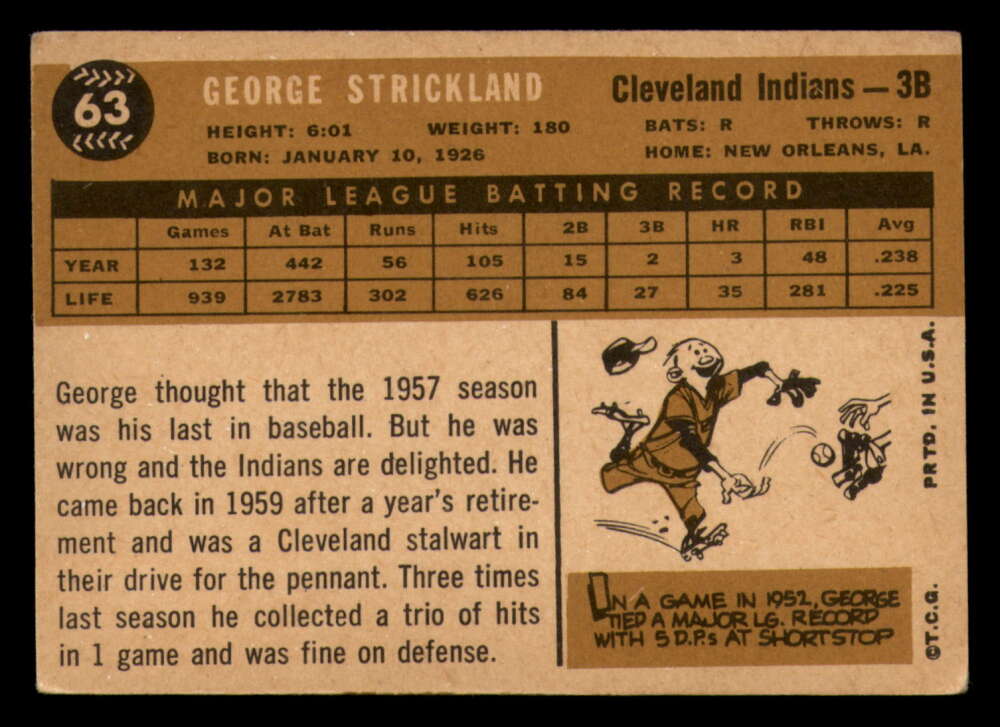 63
GEORGE STRICKLAND
Cleveland Indians — 3B
HEIGHT: 6:01 WEIGHT: 180 BATS: R THROWS: R
BORN: JANUARY 10, 1926 HOME: NEW ORLEANS, LA.
MAJOR LEAGUE BATTING RECORD
Games At Bat Runs Hits 2B 3B HR RBI Avg
YEAR 132 442 56 105 15 2 3 48 .238
LIFE 939 2783 302 626 84 27 35 281 .225
George thought that the 1957 season
was his last in baseball. But he was
wrong and the Indians are delighted. He
came back in 1959 after a year's retire-
ment and was a Cleveland stalwart in
their drive for the pennant. Three times
last season he collected a trio of hits
in 1 game and was fine on defense.
IN A GAME IN 1952, GEORGE
TIED A MAJOR LG. RECORD
WITH 5 D.P.s AT SHORTSTOP
©T.C.G. PRTD. IN U.S.A.